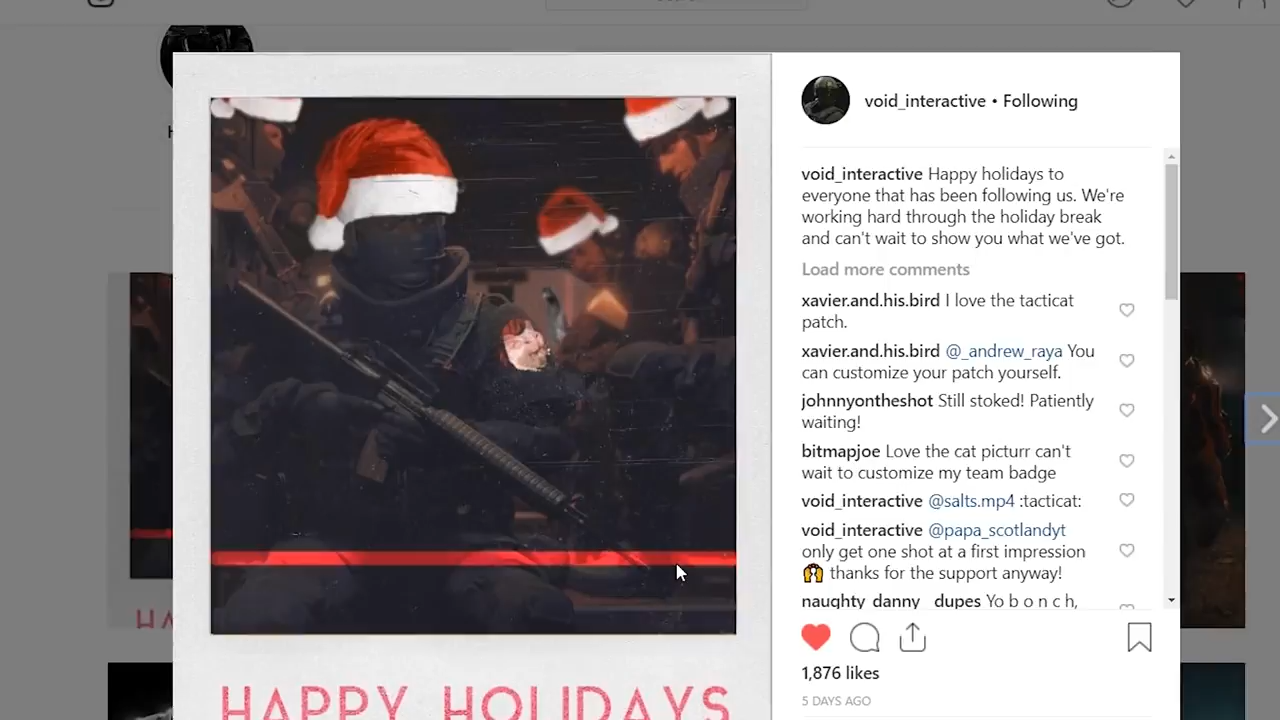 void_interactive • Following
void_interactive Happy holidays to
everyone that has been following us. We're
working hard through the holiday break
and can't wait to show you what we've got.
Load more comments
xavier.and.his.bird I love the tacticat
patch.
xavier.and.his.bird @_andrew_raya You
can customize your patch yourself.
johnnyontheshot Still stoked! Patiently
waiting!
bitmapjoe Love the cat picturr can't
wait to customize my team badge
void_interactive @salts.mp4 :tacticat:
void_interactive @papa_scotlandyt
only get one shot at a first impression
🙌 thanks for the support anyway!
naughty_danny__dupes Yo b o n c h,
1,876 likes
5 DAYS AGO
HAPPY HOLIDAYS